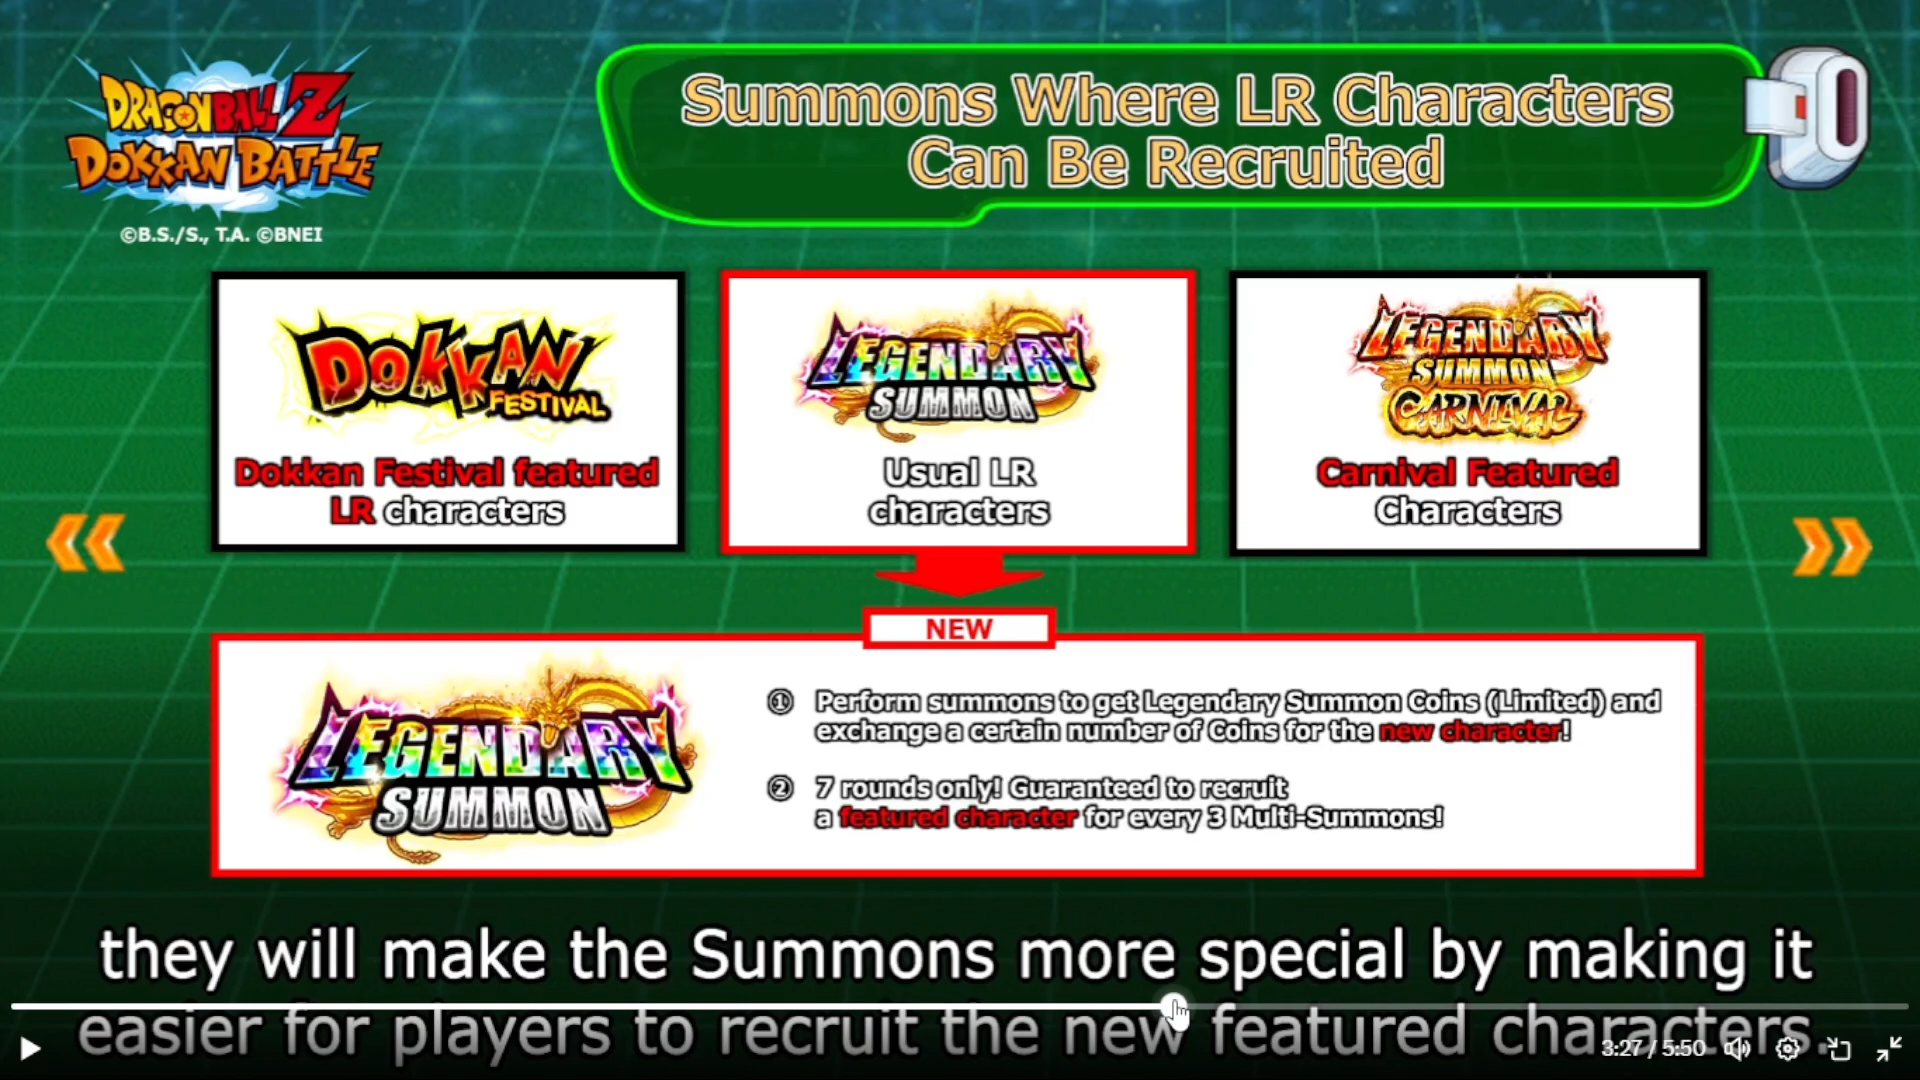 DRAGON BALL Z
DOKKAN BATTLE
©B.S./S., T.A. ©BNEI
Summons Where LR Characters
Can Be Recruited
DOKKAN
FESTIVAL
Dokkan Festival featured
LR characters
LEGENDARY
SUMMON
Usual LR
characters
LEGENDARY
SUMMON
CARNIVAL
Carnival Featured
Characters
NEW
LEGENDARY
SUMMON
① Perform summons to get Legendary Summon Coins (Limited) and
exchange a certain number of Coins for the new character!
② 7 rounds only! Guaranteed to recruit
a featured character for every 3 Multi-Summons!
they will make the Summons more special by making it
easier for players to recruit the new featured characters.
3:27 / 5:50